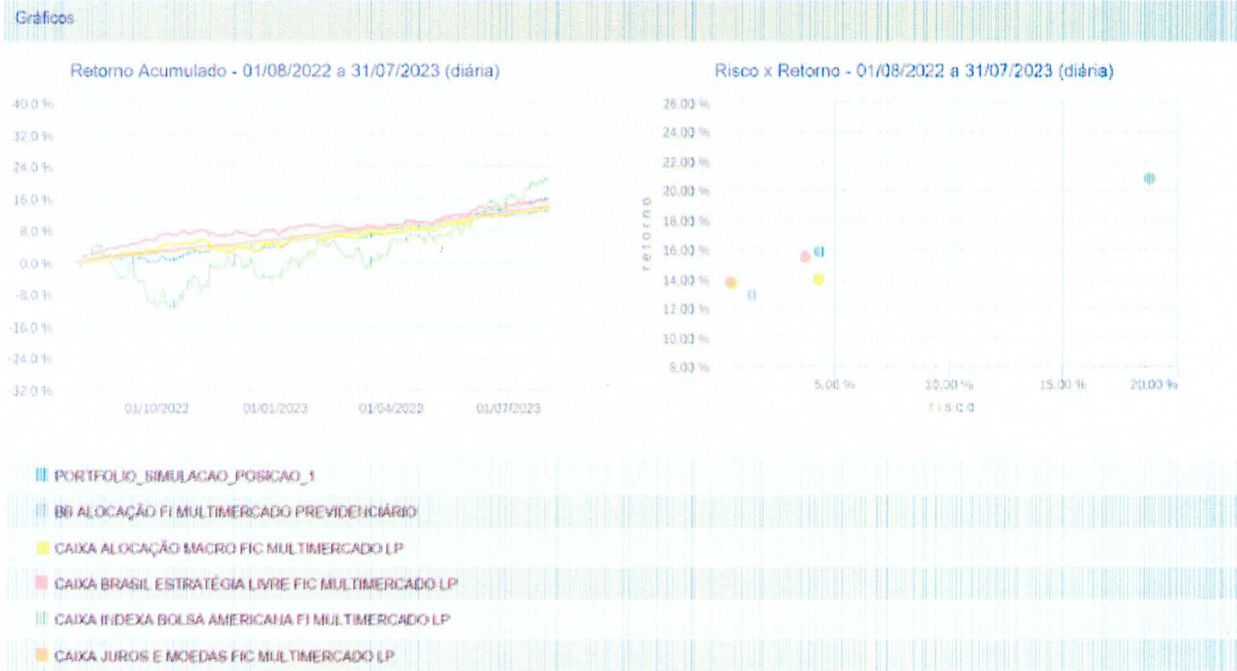 Gráficos
Retorno Acumulado - 01/08/2022 a 31/07/2023 (diária)
40.0 %
32.0 %
24.0 %
16.0 %
8.0 %
0.0 %
-8.0 %
-16.0 %
-24.0 %
-32.0 %
01/10/2022
01/01/2023
01/04/2023
01/07/2023
Risco x Retorno - 01/08/2022 a 31/07/2023 (diária)
retorno
26.00 %
24.00 %
22.00 %
20.00 %
18.00 %
16.00 %
14.00 %
12.00 %
10.00 %
8.00 %
5.00 %
10.00 %
15.00 %
20.00 %
risco
PORTFOLIO_SIMULACAO_POSICAO_1
BB ALOCAÇÃO FI MULTIMERCADO PREVIDENCIÁRIO
CAIXA ALOCAÇÃO MACRO FIC MULTIMERCADO LP
CAIXA BRASIL ESTRATÉGIA LIVRE FIC MULTIMERCADO LP
CAIXA INDEXA BOLSA AMERICANA FI MULTIMERCADO LP
CAIXA JUROS E MOEDAS FIC MULTIMERCADO LP